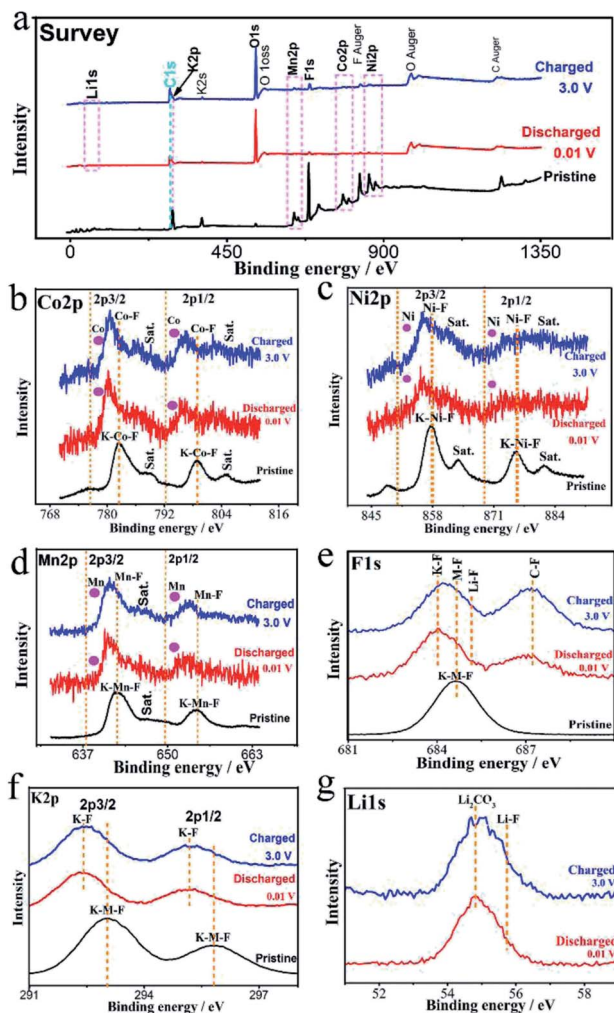 a
Survey
Li1s
C1s
K2p
K2s
O1s
O 1oss
Mn2p
F1s
Co2p
F Auger
Ni2p
O Auger
C Auger
Charged
3.0 V
Discharged
0.01 V
Pristine
Intensity
0 450 900 1350
Binding energy / eV
b
Co2p
2p3/2 2p1/2
Co Co-F Sat. Co Co-F Sat.
Charged
3.0 V
Discharged
0.01 V
K-Co-F Sat. K-Co-F Sat.
Pristine
Intensity
768 780 792 804 816
Binding energy / eV
c
Ni2p
2p3/2 2p1/2
Ni Ni-F Sat. Ni Ni-F Sat.
Charged
3.0 V
Discharged
0.01 V
K-Ni-F Sat. K-Ni-F Sat.
Pristine
Intensity
845 858 871 884
Binding energy / eV
d
Mn2p
2p3/2 2p1/2
Mn Mn-F Sat. Mn Mn-F
Charged
3.0 V
Discharged
0.01 V
K-Mn-F Sat. K-Mn-F
Pristine
Intensity
637 650 663
Binding energy / eV
e
F1s
K-F
M-F
Li-F
C-F
Charged
3.0 V
Discharged
0.01 V
K-M-F
Pristine
Intensity
681 684 687
Binding energy / eV
f
K2p
2p3/2 2p1/2
K-F K-F
Charged
3.0 V
Discharged
0.01 V
K-M-F K-M-F
Pristine
Intensity
291 294 297
Binding energy / eV
g
Li1s
Li₂CO₃ Li-F
Charged
3.0 V
Discharged
0.01 V
Intensity
52 54 56 58
Binding energy / eV